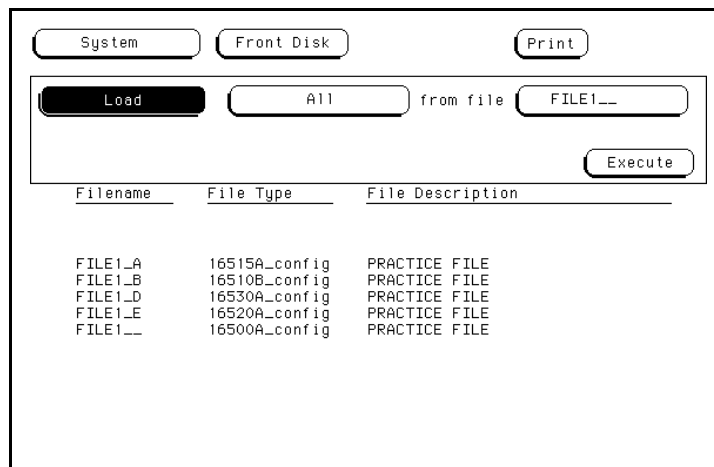 System Front Disk Print
Load All from file FILE1__
Execute
Filename File Type File Description
FILE1_A 16515A_config PRACTICE FILE
FILE1_B 16510B_config PRACTICE FILE
FILE1_D 16530A_config PRACTICE FILE
FILE1_E 16520A_config PRACTICE FILE
FILE1__ 16500A_config PRACTICE FILE